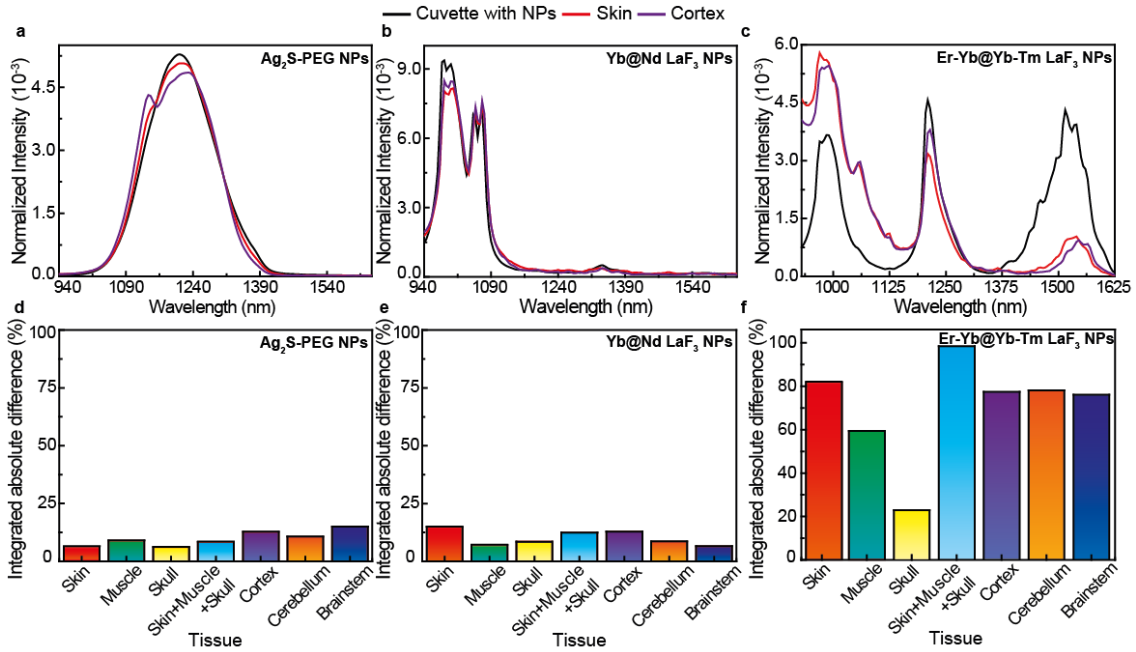 Cuvette with NPs Skin Cortex
a
Ag₂S-PEG NPs
Normalized Intensity (10⁻³)
4.5
3.0
1.5
0.0
940 1090 1240 1390 1540
Wavelength (nm)
b
Yb@Nd LaF₃ NPs
Normalized Intensity (10⁻³)
9.0
6.0
3.0
0.0
940 1090 1240 1390 1540
Wavelength (nm)
c
Er-Yb@Yb-Tm LaF₃ NPs
Normalized Intensity (10⁻³)
6.0
4.5
3.0
1.5
0.0
1000 1125 1250 1375 1500 1625
Wavelength (nm)
d
Ag₂S-PEG NPs
Integrated absolute difference (%)
100
75
50
25
0
Skin
Muscle
Skull
Skin+Muscle
+Skull
Cortex
Cerebellum
Brainstem
Tissue
e
Yb@Nd LaF₃ NPs
Integrated absolute difference (%)
100
75
50
25
0
Skin
Muscle
Skull
Skin+Muscle
+Skull
Cortex
Cerebellum
Brainstem
Tissue
f
Er-Yb@Yb-Tm LaF₃ NPs
Integrated absolute difference (%)
100
80
60
40
20
0
Skin
Muscle
Skull
Skin+Muscle
+Skull
Cortex
Cerebellum
Brainstem
Tissue